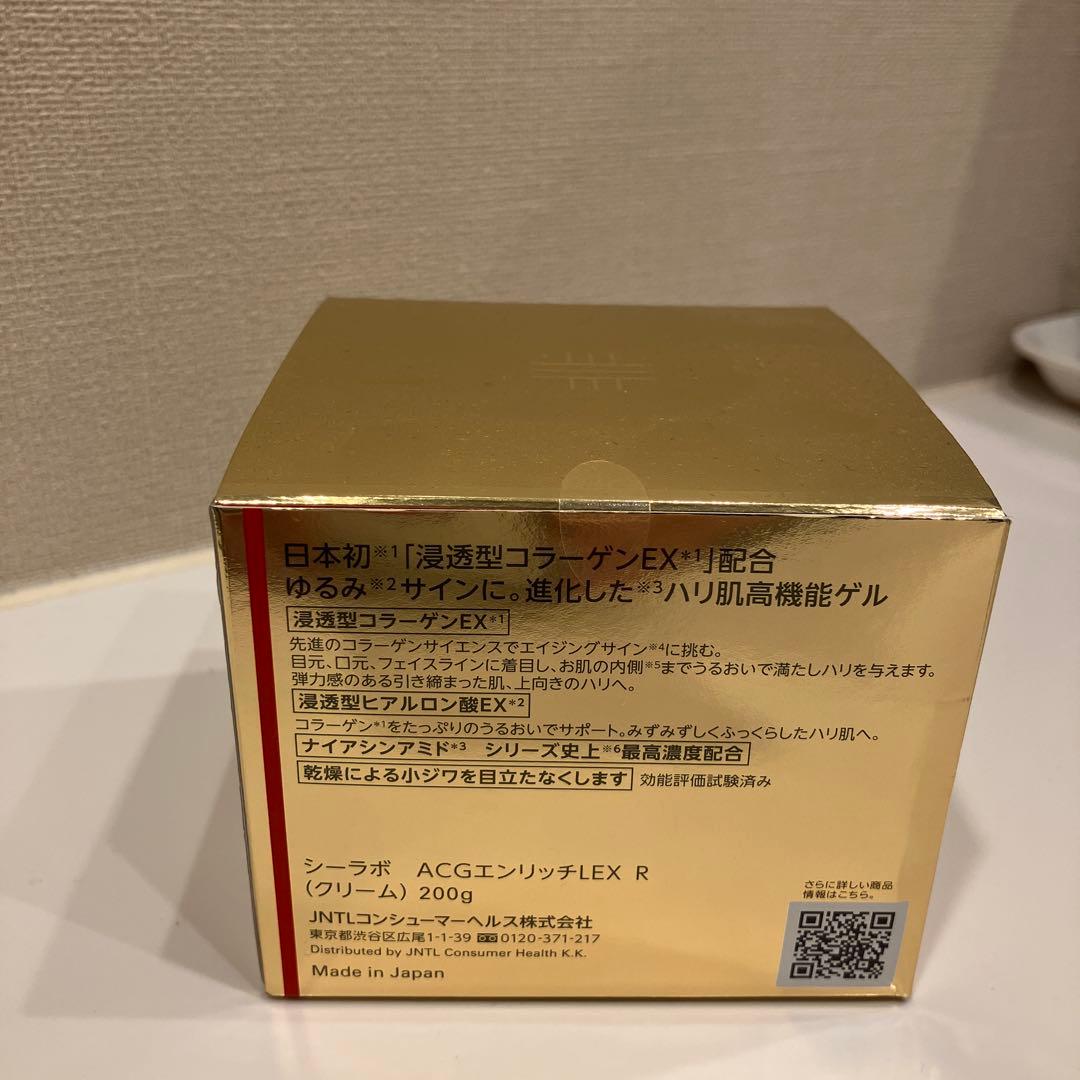 日本初※1「浸透型コラーゲンEX*1」配合
ゆるみ※2サインに。進化した※3ハリ肌高機能ゲル
浸透型コラーゲンEX*1
先進のコラーゲンサイエンスでエイジングサイン※4に挑む。
目元、口元、フェイスラインに着目し、お肌の内側※5までうるおいで満たしハリを与えます。
弾力感のある引き締まった肌、上向きのハリへ。
浸透型ヒアルロン酸EX*2
コラーゲン*1をたっぷりのうるおいでサポート。みずみずしくふっくらしたハリ肌へ。
ナイアシンアミド*3 シリーズ史上※6最高濃度配合
乾燥による小ジワを目立たなくします 効能評価試験済み
シーラボ ACGエンリッチLEX R
(クリーム) 200g
JNTLコンシューマーヘルス株式会社
東京都渋谷区広尾1-1-39 0120-371-217
Distributed by JNTL Consumer Health K.K.
Made in Japan
さらに詳しい商品
情報はこちら。